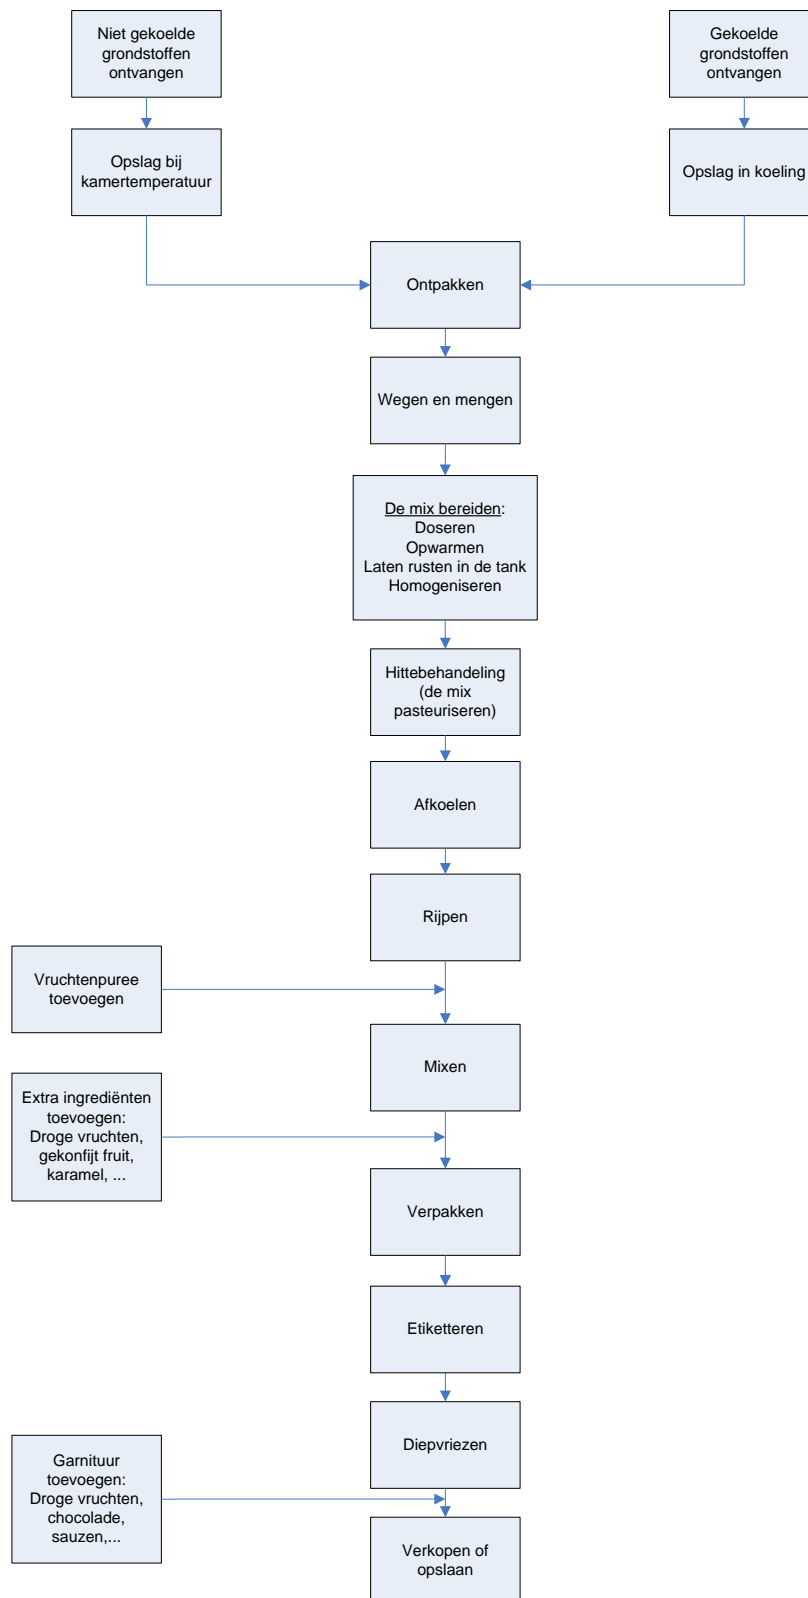 Niet gekoelde
grondstoffen
ontvangen
Gekoelde
grondstoffen
ontvangen
Opslag bij
kamertemperatuur
Opslag in koeling
Ontpakken
Wegen en mengen
De mix bereiden:
Doseren
Opwarmen
Laten rusten in de tank
Homogeniseren
Hittebehandeling
(de mix
pasteuriseren)
Afkoelen
Rijpen
Vruchtenpuree
toevoegen
Mixen
Extra ingrediënten
toevoegen:
Droge vruchten,
gekonfijt fruit,
karamel, ...
Verpakken
Etiketteren
Diepvriezen
Garnituur
toevoegen:
Droge vruchten,
chocolade,
sauzen,...
Verkopen of
opslaan